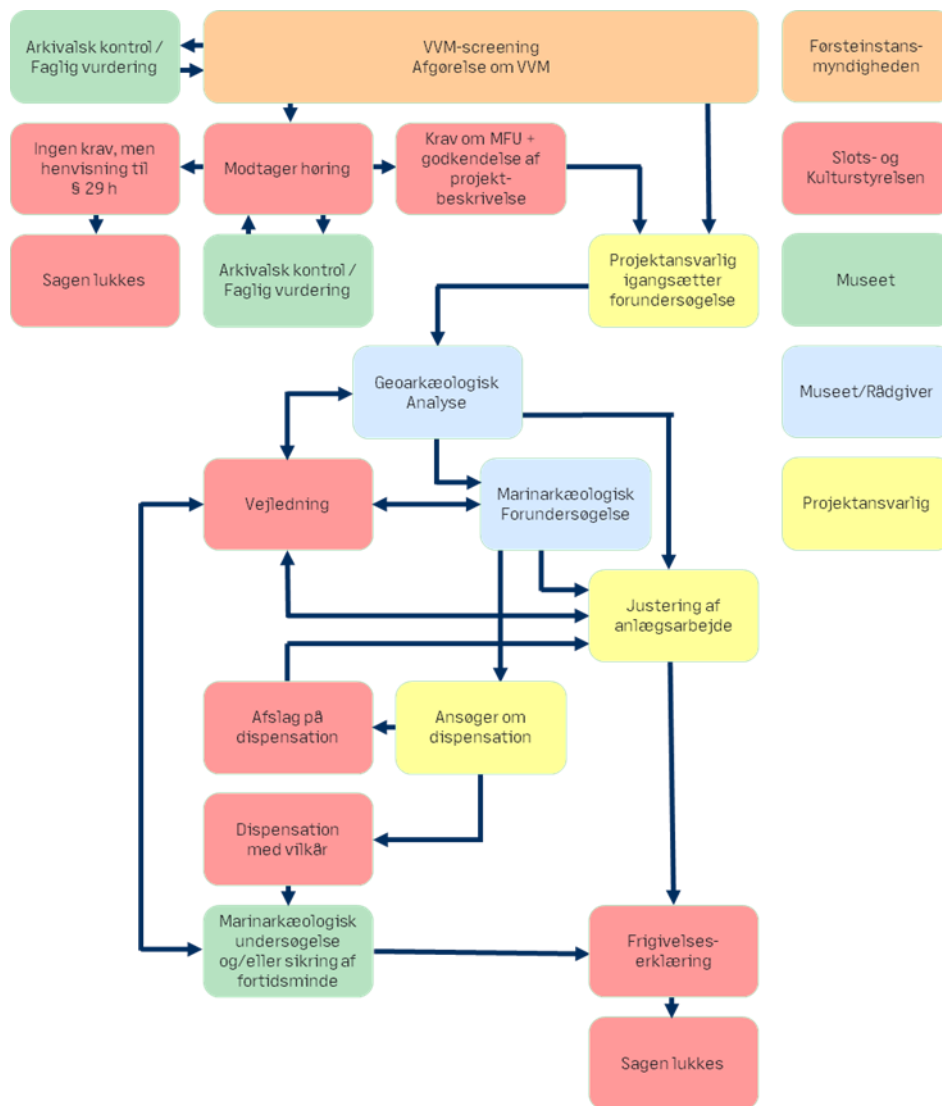 Arkivalsk kontrol /
Faglig vurdering
VVM-screening
Afgørelse om VVM
Førsteinstans-
myndigheden
Ingen krav, men
henvisning til
§ 29 h
Modtager høring
Krav om MFU +
godkendelse af
projekt-
beskrivelse
Slots- og
Kulturstyrelsen
Sagen lukkes
Arkivalsk kontrol /
Faglig vurdering
Projektansvarlig
igangsætter
forundersøgelse
Museet
Geoarkæologisk
Analyse
Museet/Rådgiver
Vejledning
Marinarkæologisk
Forundersøgelse
Projektansvarlig
Justering af
anlægsarbejde
Afslag på
dispensation
Ansøger om
dispensation
Dispensation
med vilkår
Marinarkæologisk
undersøgelse
og/eller sikring af
fortidsminde
Frigivelses-
erklæring
Sagen lukkes